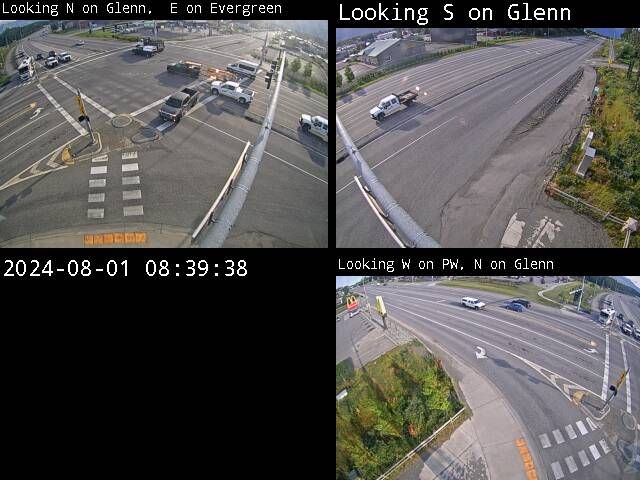 Looking N on Glenn,  E on Evergreen
Looking S on Glenn
2024-08-01 08:39:38
Looking W on PW, N on Glenn